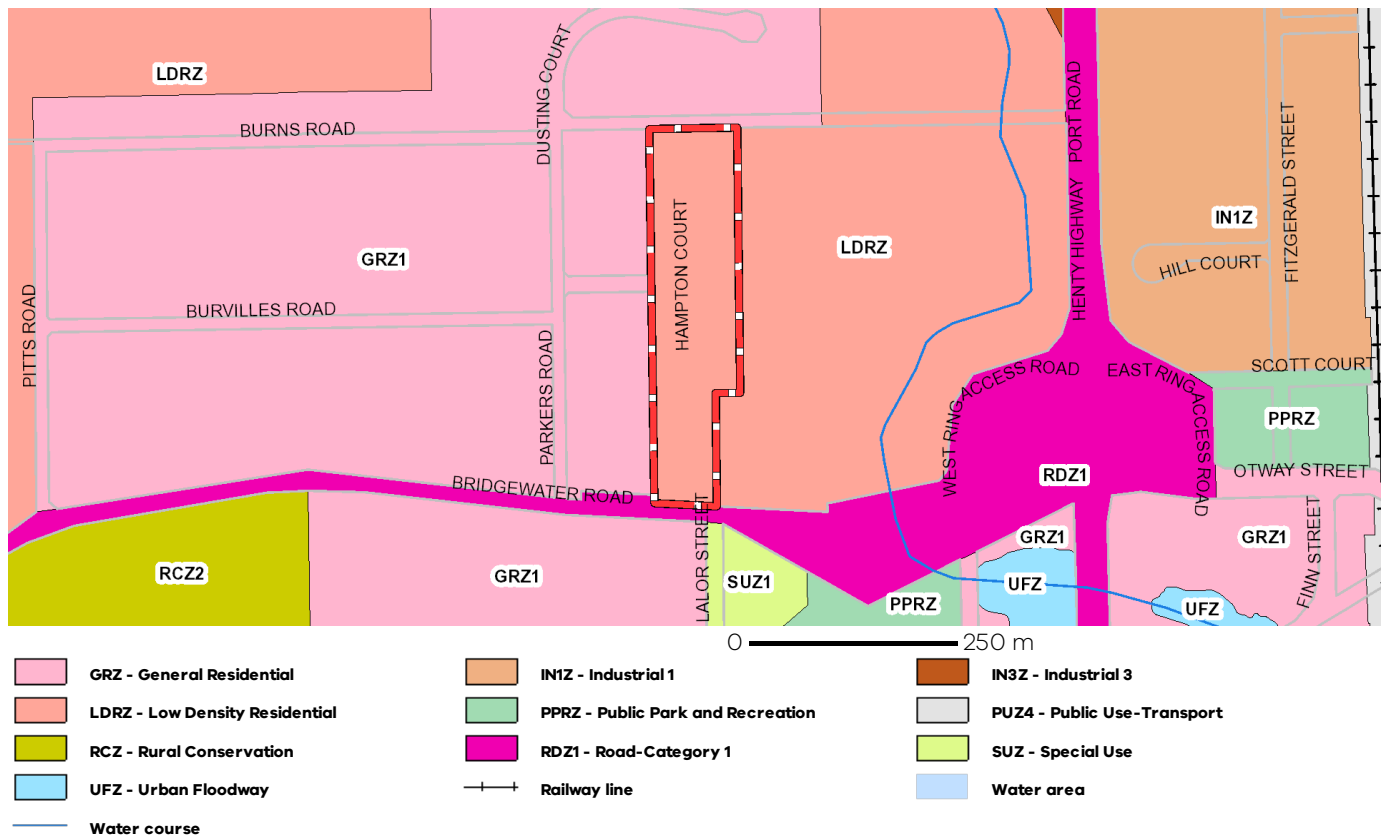 LDRZ
DUSTING COURT
BURNS ROAD
HENTY HIGHWAY PORT ROAD
FITZGERALD STREET
HAMPTON COURT
IN1Z
LDRZ
GRZ1
HILL COURT
PITTS ROAD
BURVILLES ROAD
PARKERS ROAD
WEST RING ACCESS ROAD
EAST RING ACCESS ROAD
SCOTT COURT
PPRZ
BRIDGEWATER ROAD
RDZ1
OTWAY STREET
LALOR STREET
GRZ1
GRZ1
FINN STREET
RCZ2
GRZ1
SUZ1
UFZ
PPRZ
UFZ
0 250 m
GRZ - General Residential
LDRZ - Low Density Residential
RCZ - Rural Conservation
UFZ - Urban Floodway
Water course
IN1Z - Industrial 1
PPRZ - Public Park and Recreation
RDZ1 - Road-Category 1
Railway line
IN3Z - Industrial 3
PUZ4 - Public Use-Transport
SUZ - Special Use
Water area